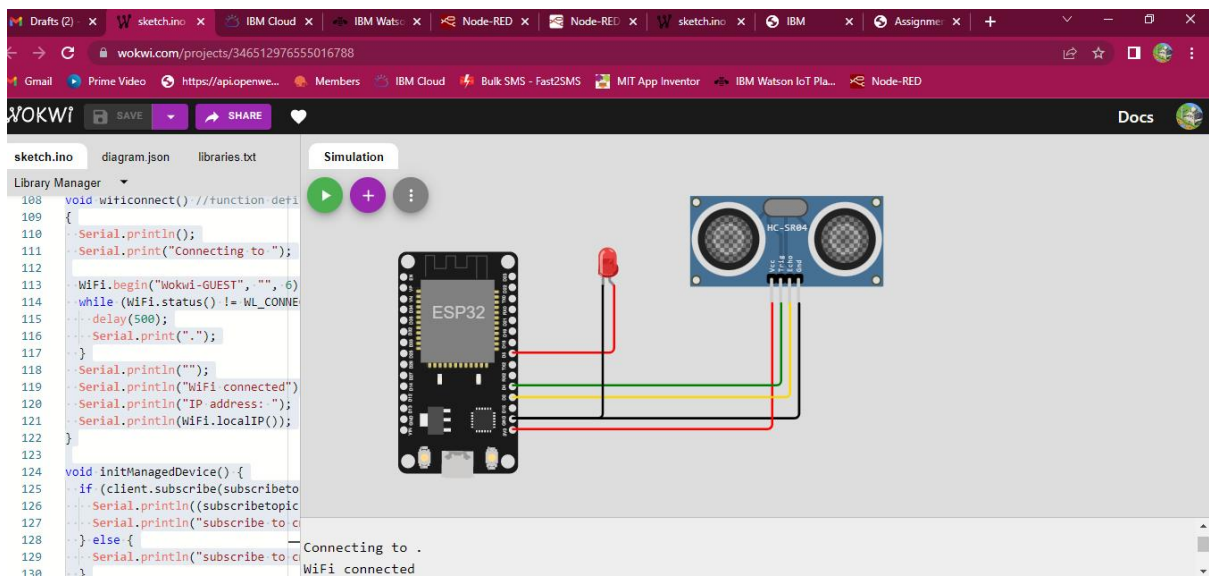 Drafts (2)
sketch.ino
IBM Cloud
IBM Watso
Node-RED
Node-RED
sketch.ino
IBM
Assignmer
wokwi.com/projects/346512976555016788
Gmail
Prime Video
https://api.openwe...
Members
IBM Cloud
Bulk SMS - Fast2SMS
MIT App Inventor
IBM Watson IoT Pla...
Node-RED
WOKWI
SAVE
SHARE
Docs
sketch.ino
diagram.json
libraries.txt
Library Manager
Simulation
108 void wificonnect() //function defi
109 {
110 Serial.println();
111 Serial.print("Connecting to ");
112
113 WiFi.begin("Wokwi-GUEST", "", 6)
114 while (WiFi.status() != WL_CONNE
115 delay(500);
116 Serial.print(".");
117 }
118 Serial.println("");
119 Serial.println("WiFi connected")
120 Serial.println("IP address: ");
121 Serial.println(WiFi.localIP());
122 }
123
124 void initManagedDevice() {
125 if (client.subscribe(subscribeto
126 Serial.println((subscribetopic
127 Serial.println("subscribe to c
128 } else {
129 Serial.println("subscribe to c
130 }
ESP32
HC-SR04
Vcc
Trig
Echo
Gnd
Connecting to .
WiFi connected